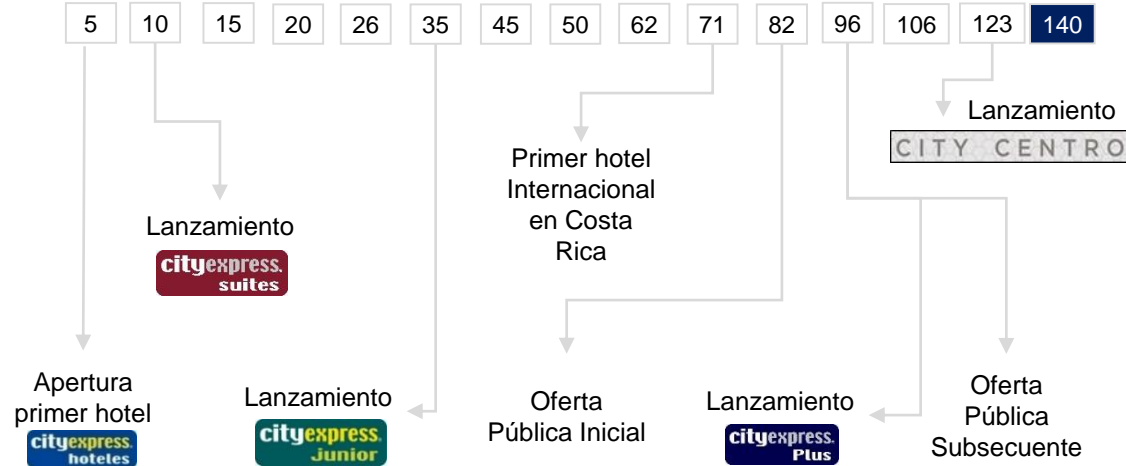 5 10 15 20 26 35 45 50 62 71 82 96 106 123 140
Lanzamiento
CITY CENTRO
Primer hotel
Internacional
en Costa
Rica
Lanzamiento
cityexpress.
suites
Apertura
primer hotel
cityexpress.
hoteles
Lanzamiento
cityexpress.
Junior
Oferta
Pública Inicial
Lanzamiento
cityexpress.
Plus
Oferta
Pública
Subsecuente